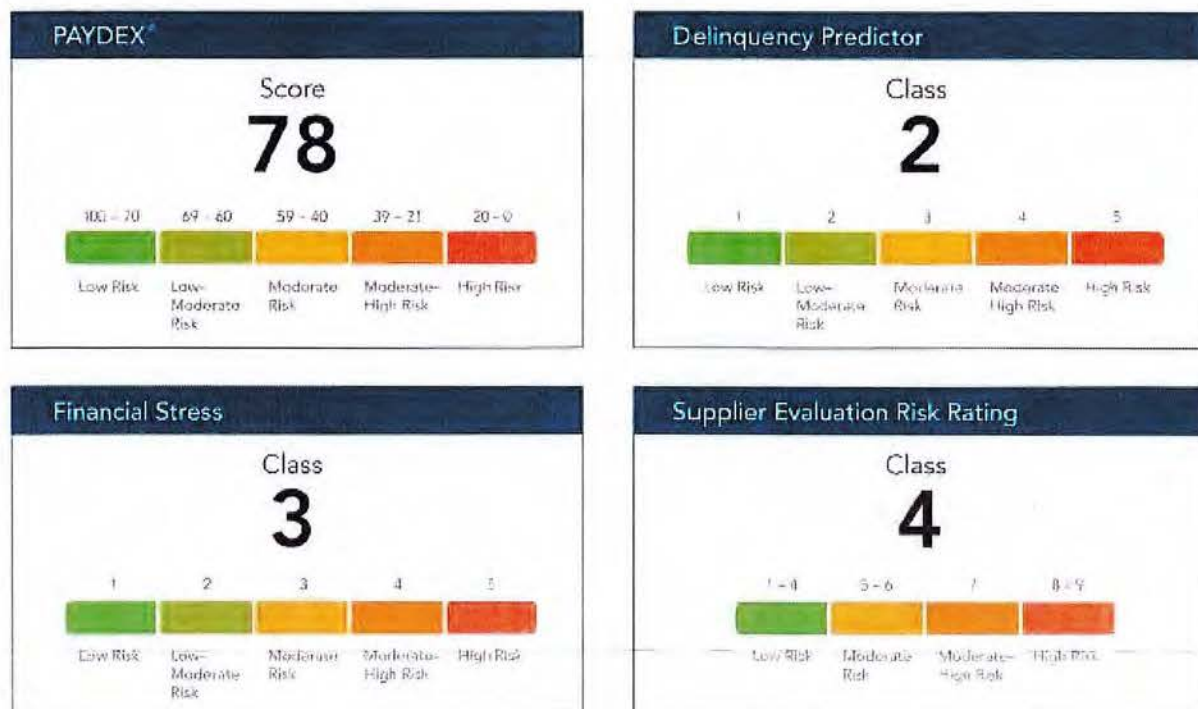 PAYDEX®
Score
78
100 – 70 69 – 60 59 – 40 39 – 21 20 – 0
Low Risk Low- Moderate Moderate- High Risk
Moderate Risk High Risk
Risk
Delinquency Predictor
Class
2
1 2 3 4 5
Low Risk Low- Moderate Moderate High Risk
Moderate Risk High Risk
Risk
Financial Stress
Class
3
1 2 3 4 5
Low Risk Low- Moderate Moderate- High Risk
Moderate Risk High Risk
Risk
Supplier Evaluation Risk Rating
Class
4
1 – 4 5 – 6 7 8 – 9
Low Risk Moderate Moderate- High Risk
Risk High Risk